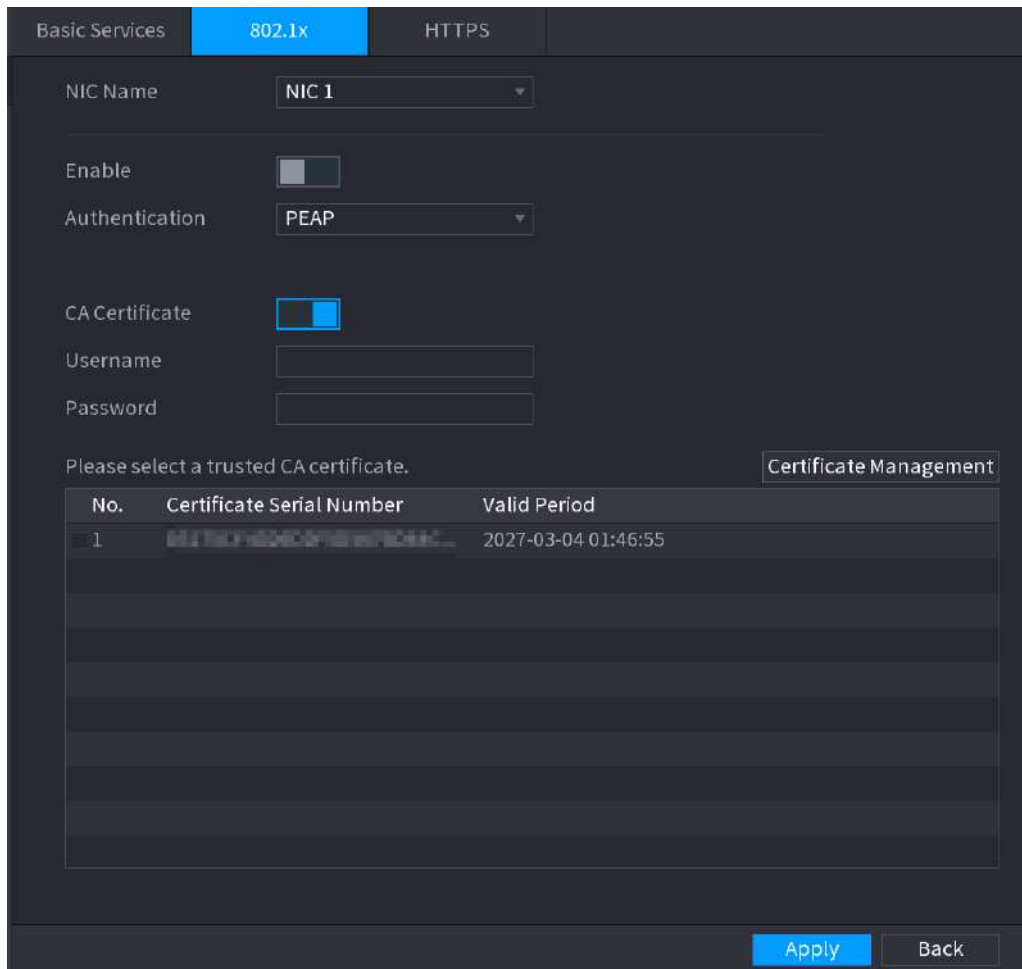 Basic Services 802.1x HTTPS
NIC Name NIC 1
Enable
Authentication PEAP
CA Certificate
Username
Password
Please select a trusted CA certificate. Certificate Management
No. Certificate Serial Number Valid Period
1 2027-03-04 01:46:55
Apply Back